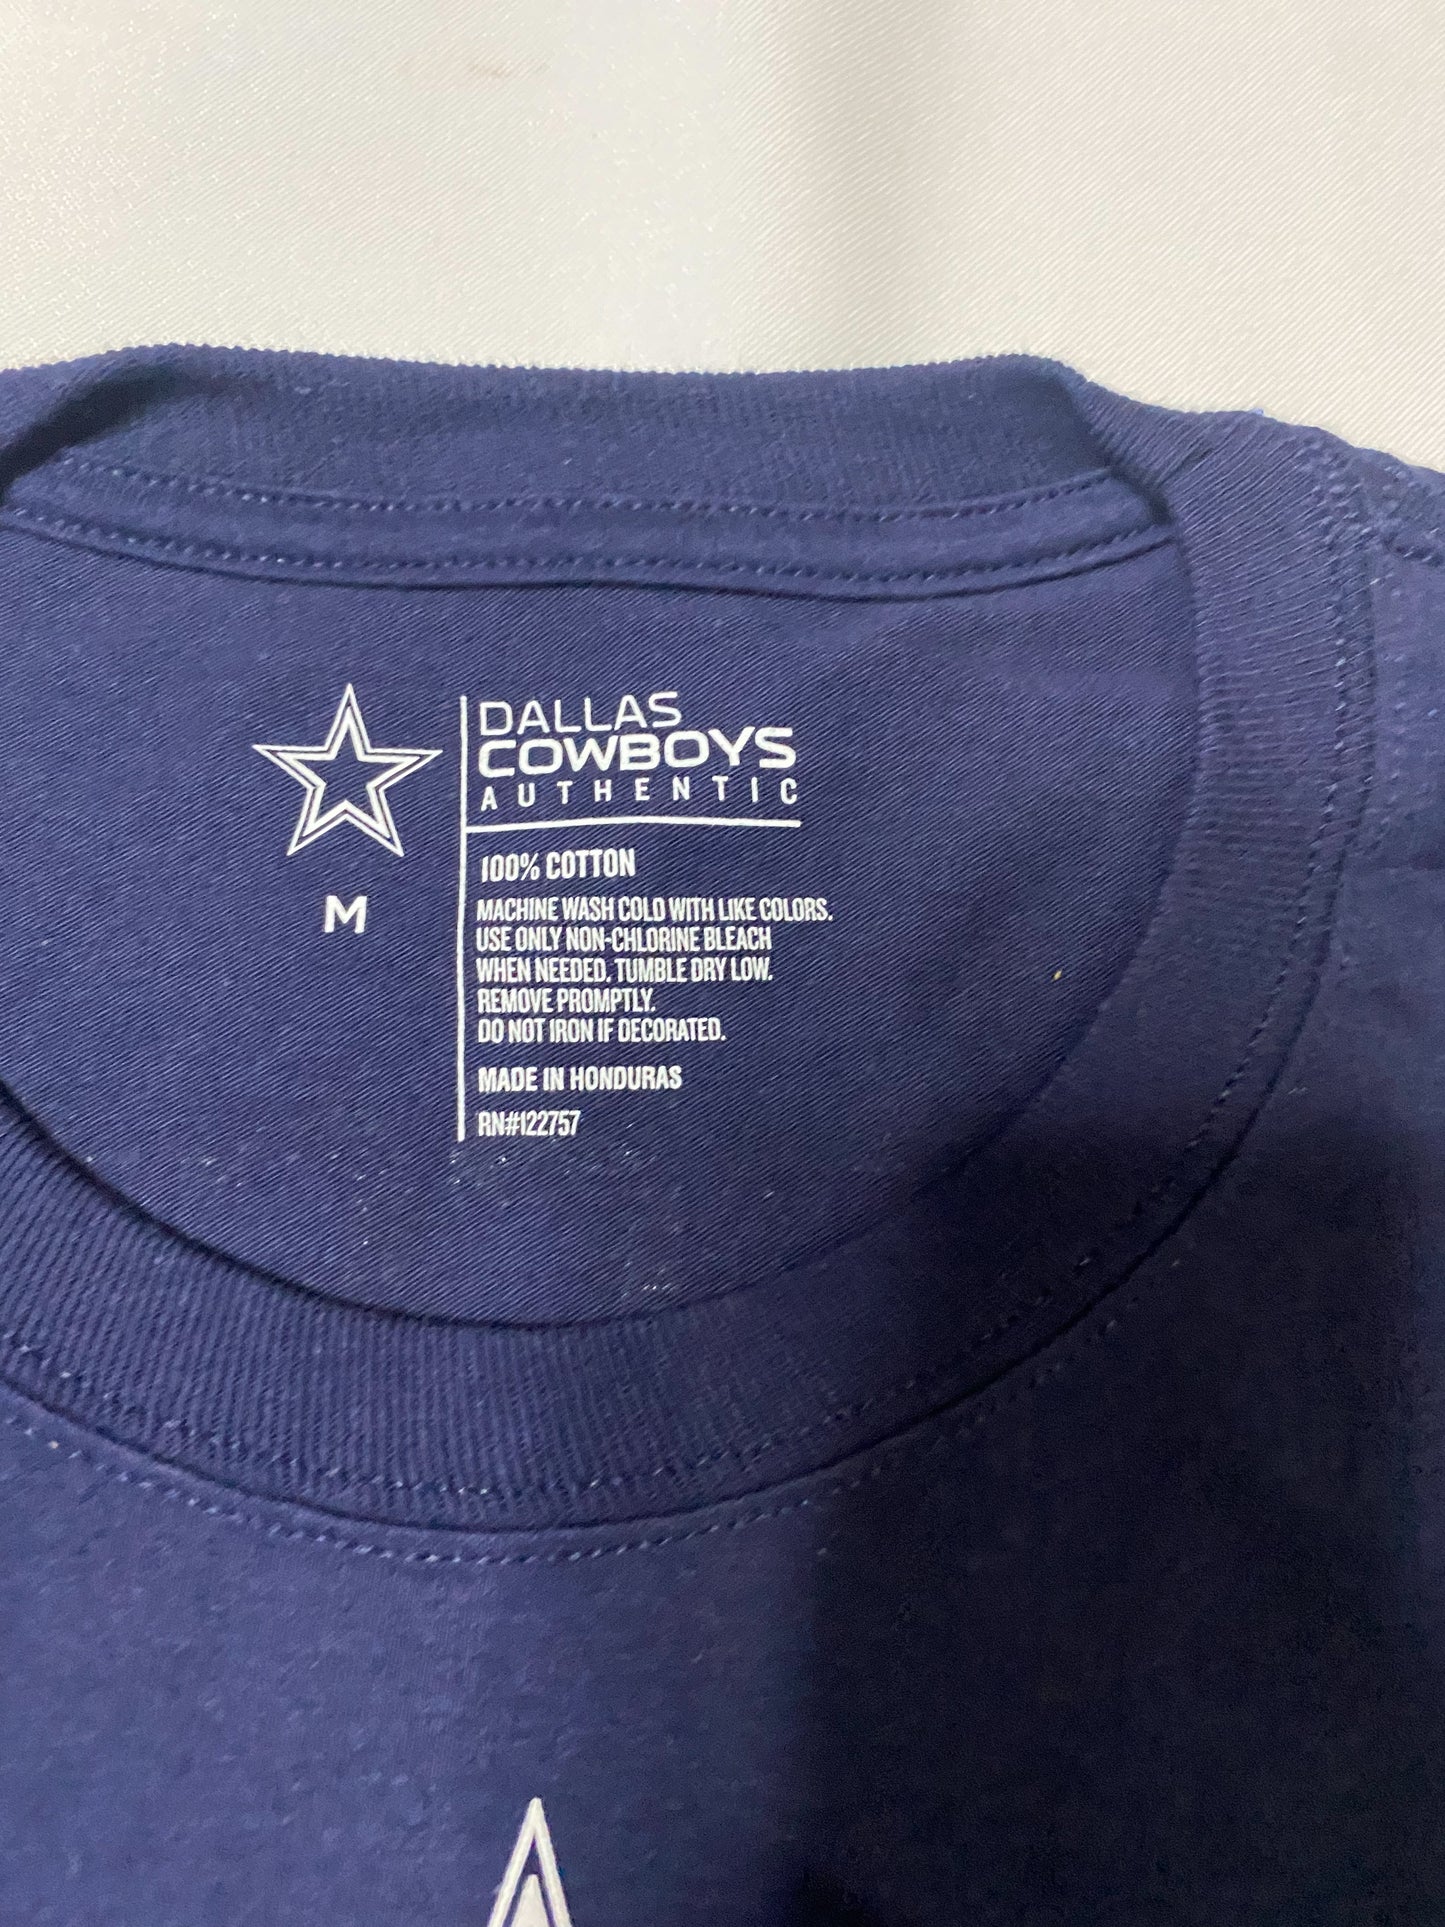 DALLAS
COWBOYS
AUTHENTIC
M
100% COTTON
MACHINE WASH COLD WITH LIKE COLORS.
USE ONLY NON-CHLORINE BLEACH
WHEN NEEDED. TUMBLE DRY LOW.
REMOVE PROMPTLY.
DO NOT IRON IF DECORATED.
MADE IN HONDURAS
RN#122757